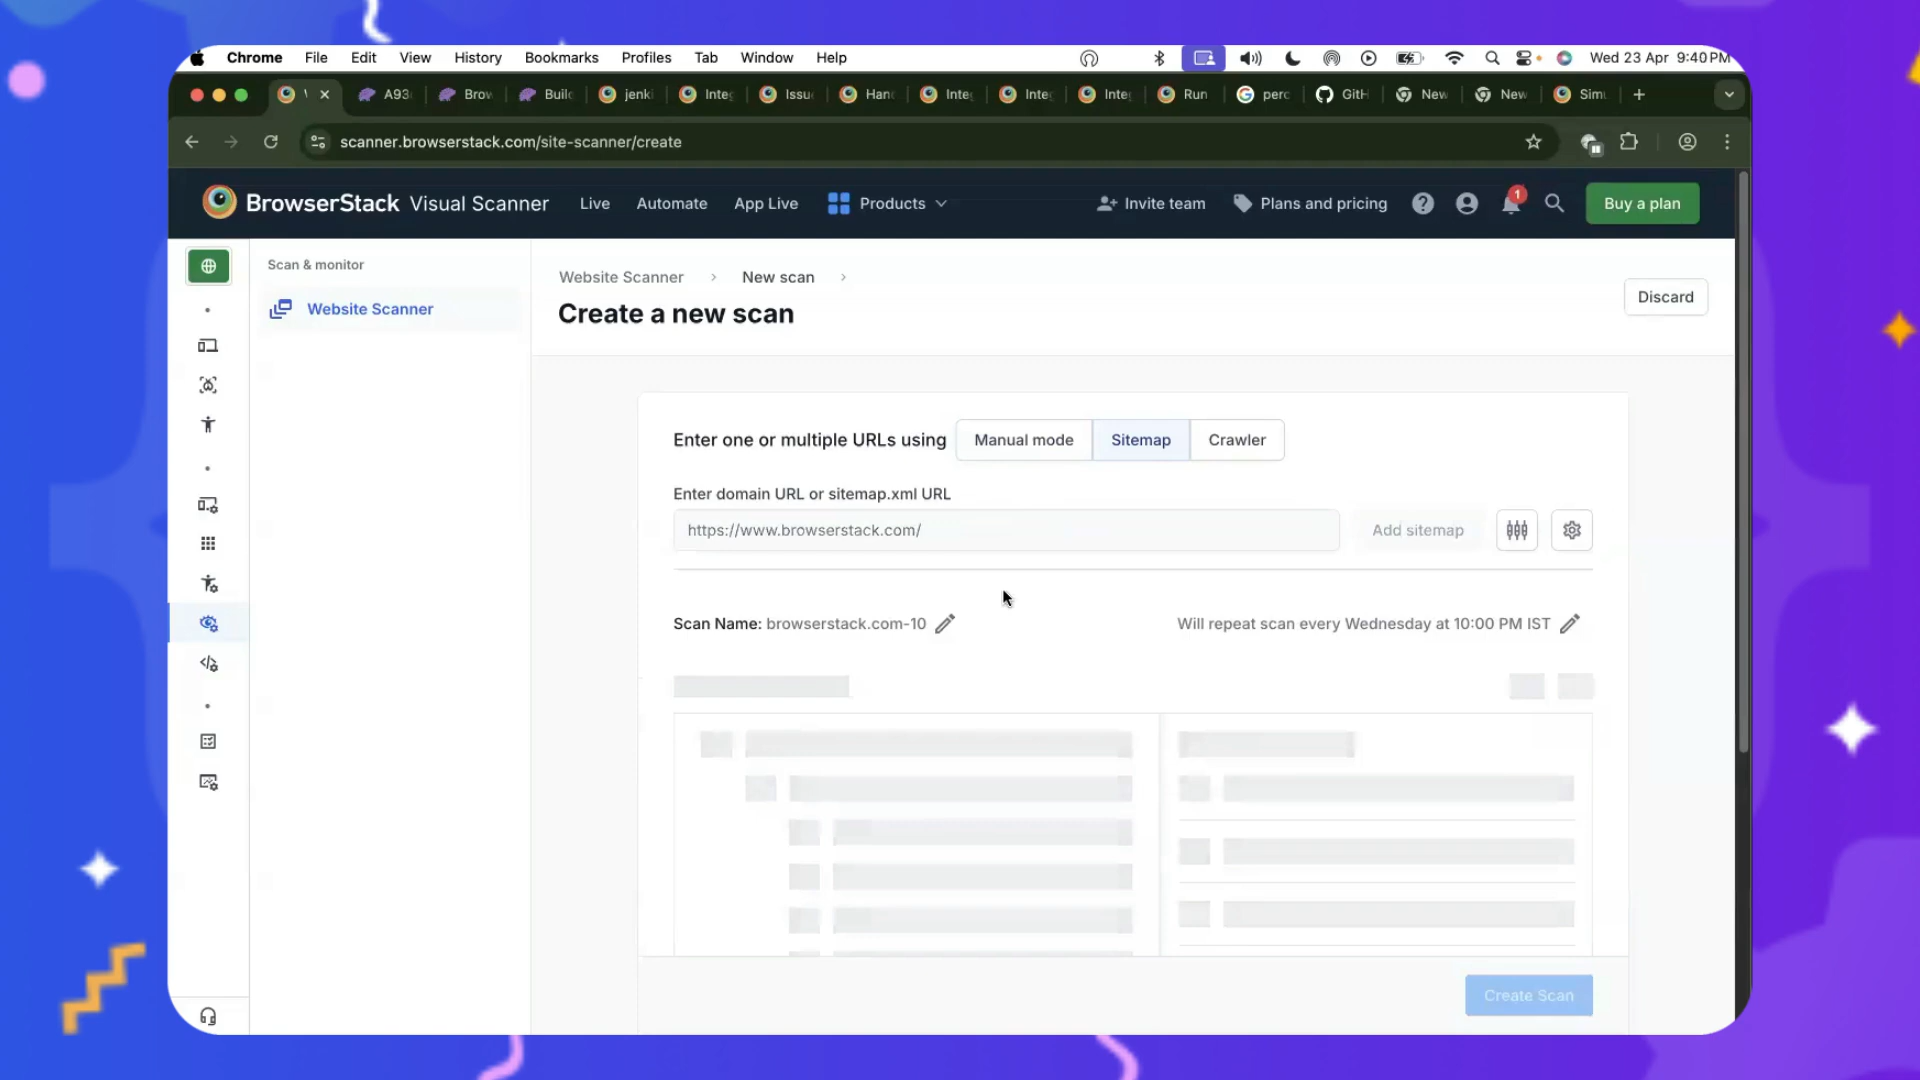 Chrome File Edit View History Bookmarks Profiles Tab Window Help Wed 23 Apr 9:40 PM
A93 Brow Build jenk Inte Issu Han Inte Inte Inte Run perc GitH New New Simu
scanner.browserstack.com/site-scanner/create
BrowserStack Visual Scanner Live Automate App Live Products Invite team Plans and pricing 1 Buy a plan
Scan & monitor
Website Scanner
Website Scanner > New scan >
Create a new scan
Discard
Enter one or multiple URLs using Manual mode Sitemap Crawler
Enter domain URL or sitemap.xml URL
https://www.browserstack.com/ Add sitemap
Scan Name: browserstack.com-10 Will repeat scan every Wednesday at 10:00 PM IST
Create Scan